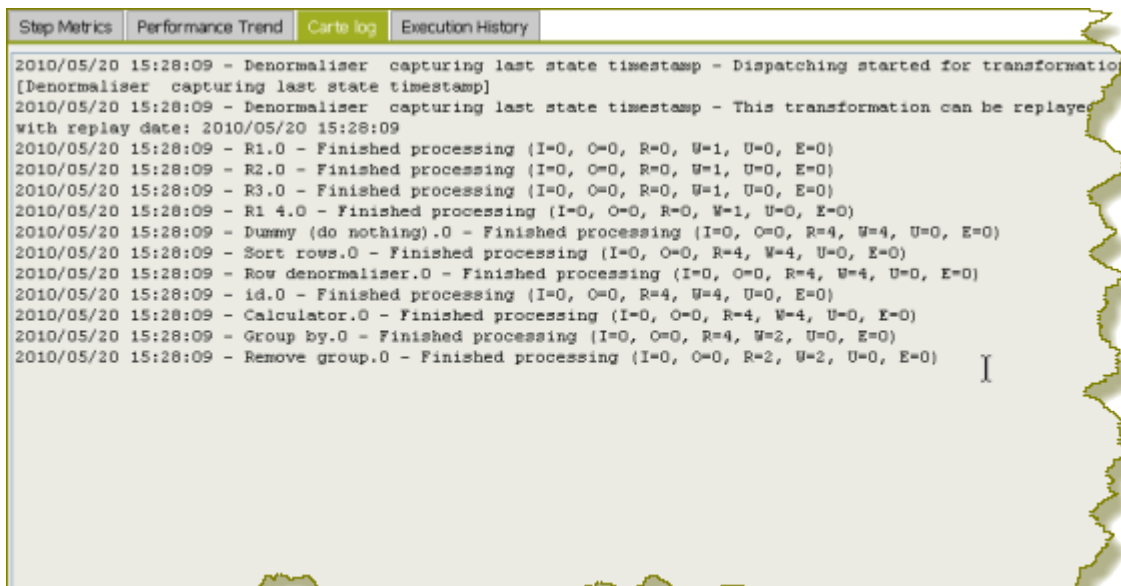 Step Metrics Performance Trend Carte log Execution History
2010/05/20 15:28:09 - Denormaliser  capturing last state timestamp - Dispatching started for transformatio
[Denormaliser  capturing last state timestamp]
2010/05/20 15:28:09 - Denormaliser  capturing last state timestamp - This transformation can be replaye
with replay date: 2010/05/20 15:28:09
2010/05/20 15:28:09 - R1.0 - Finished processing (I=0, O=0, R=0, W=1, U=0, E=0)
2010/05/20 15:28:09 - R2.0 - Finished processing (I=0, O=0, R=0, W=1, U=0, E=0)
2010/05/20 15:28:09 - R3.0 - Finished processing (I=0, O=0, R=0, W=1, U=0, E=0)
2010/05/20 15:28:09 - R1 4.0 - Finished processing (I=0, O=0, R=0, W=1, U=0, E=0)
2010/05/20 15:28:09 - Dummy (do nothing).0 - Finished processing (I=0, O=0, R=4, W=4, U=0, E=0)
2010/05/20 15:28:09 - Sort rows.0 - Finished processing (I=0, O=0, R=4, W=4, U=0, E=0)
2010/05/20 15:28:09 - Row denormaliser.0 - Finished processing (I=0, O=0, R=4, W=4, U=0, E=0)
2010/05/20 15:28:09 - id.0 - Finished processing (I=0, O=0, R=4, W=4, U=0, E=0)
2010/05/20 15:28:09 - Calculator.0 - Finished processing (I=0, O=0, R=4, W=4, U=0, E=0)
2010/05/20 15:28:09 - Group by.0 - Finished processing (I=0, O=0, R=4, W=2, U=0, E=0)
2010/05/20 15:28:09 - Remove group.0 - Finished processing (I=0, O=0, R=2, W=2, U=0, E=0)